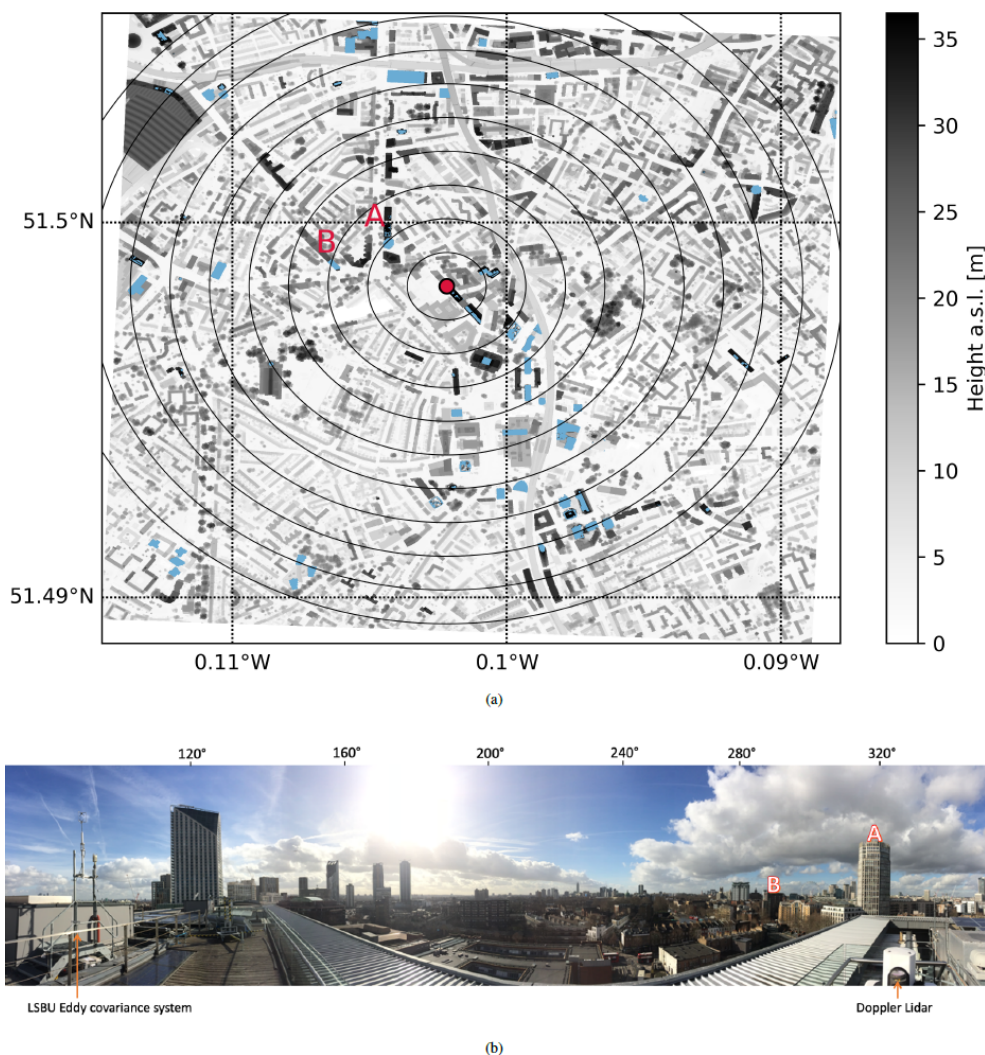 35
30
25
20
15
10
5
0
Height a.s.l. [m]
51.5°N
51.49°N
A
B
0.11°W
0.1°W
0.09°W
(a)
120°
160°
200°
240°
280°
320°
A
B
LSBU Eddy covariance system
Doppler Lidar
(b)